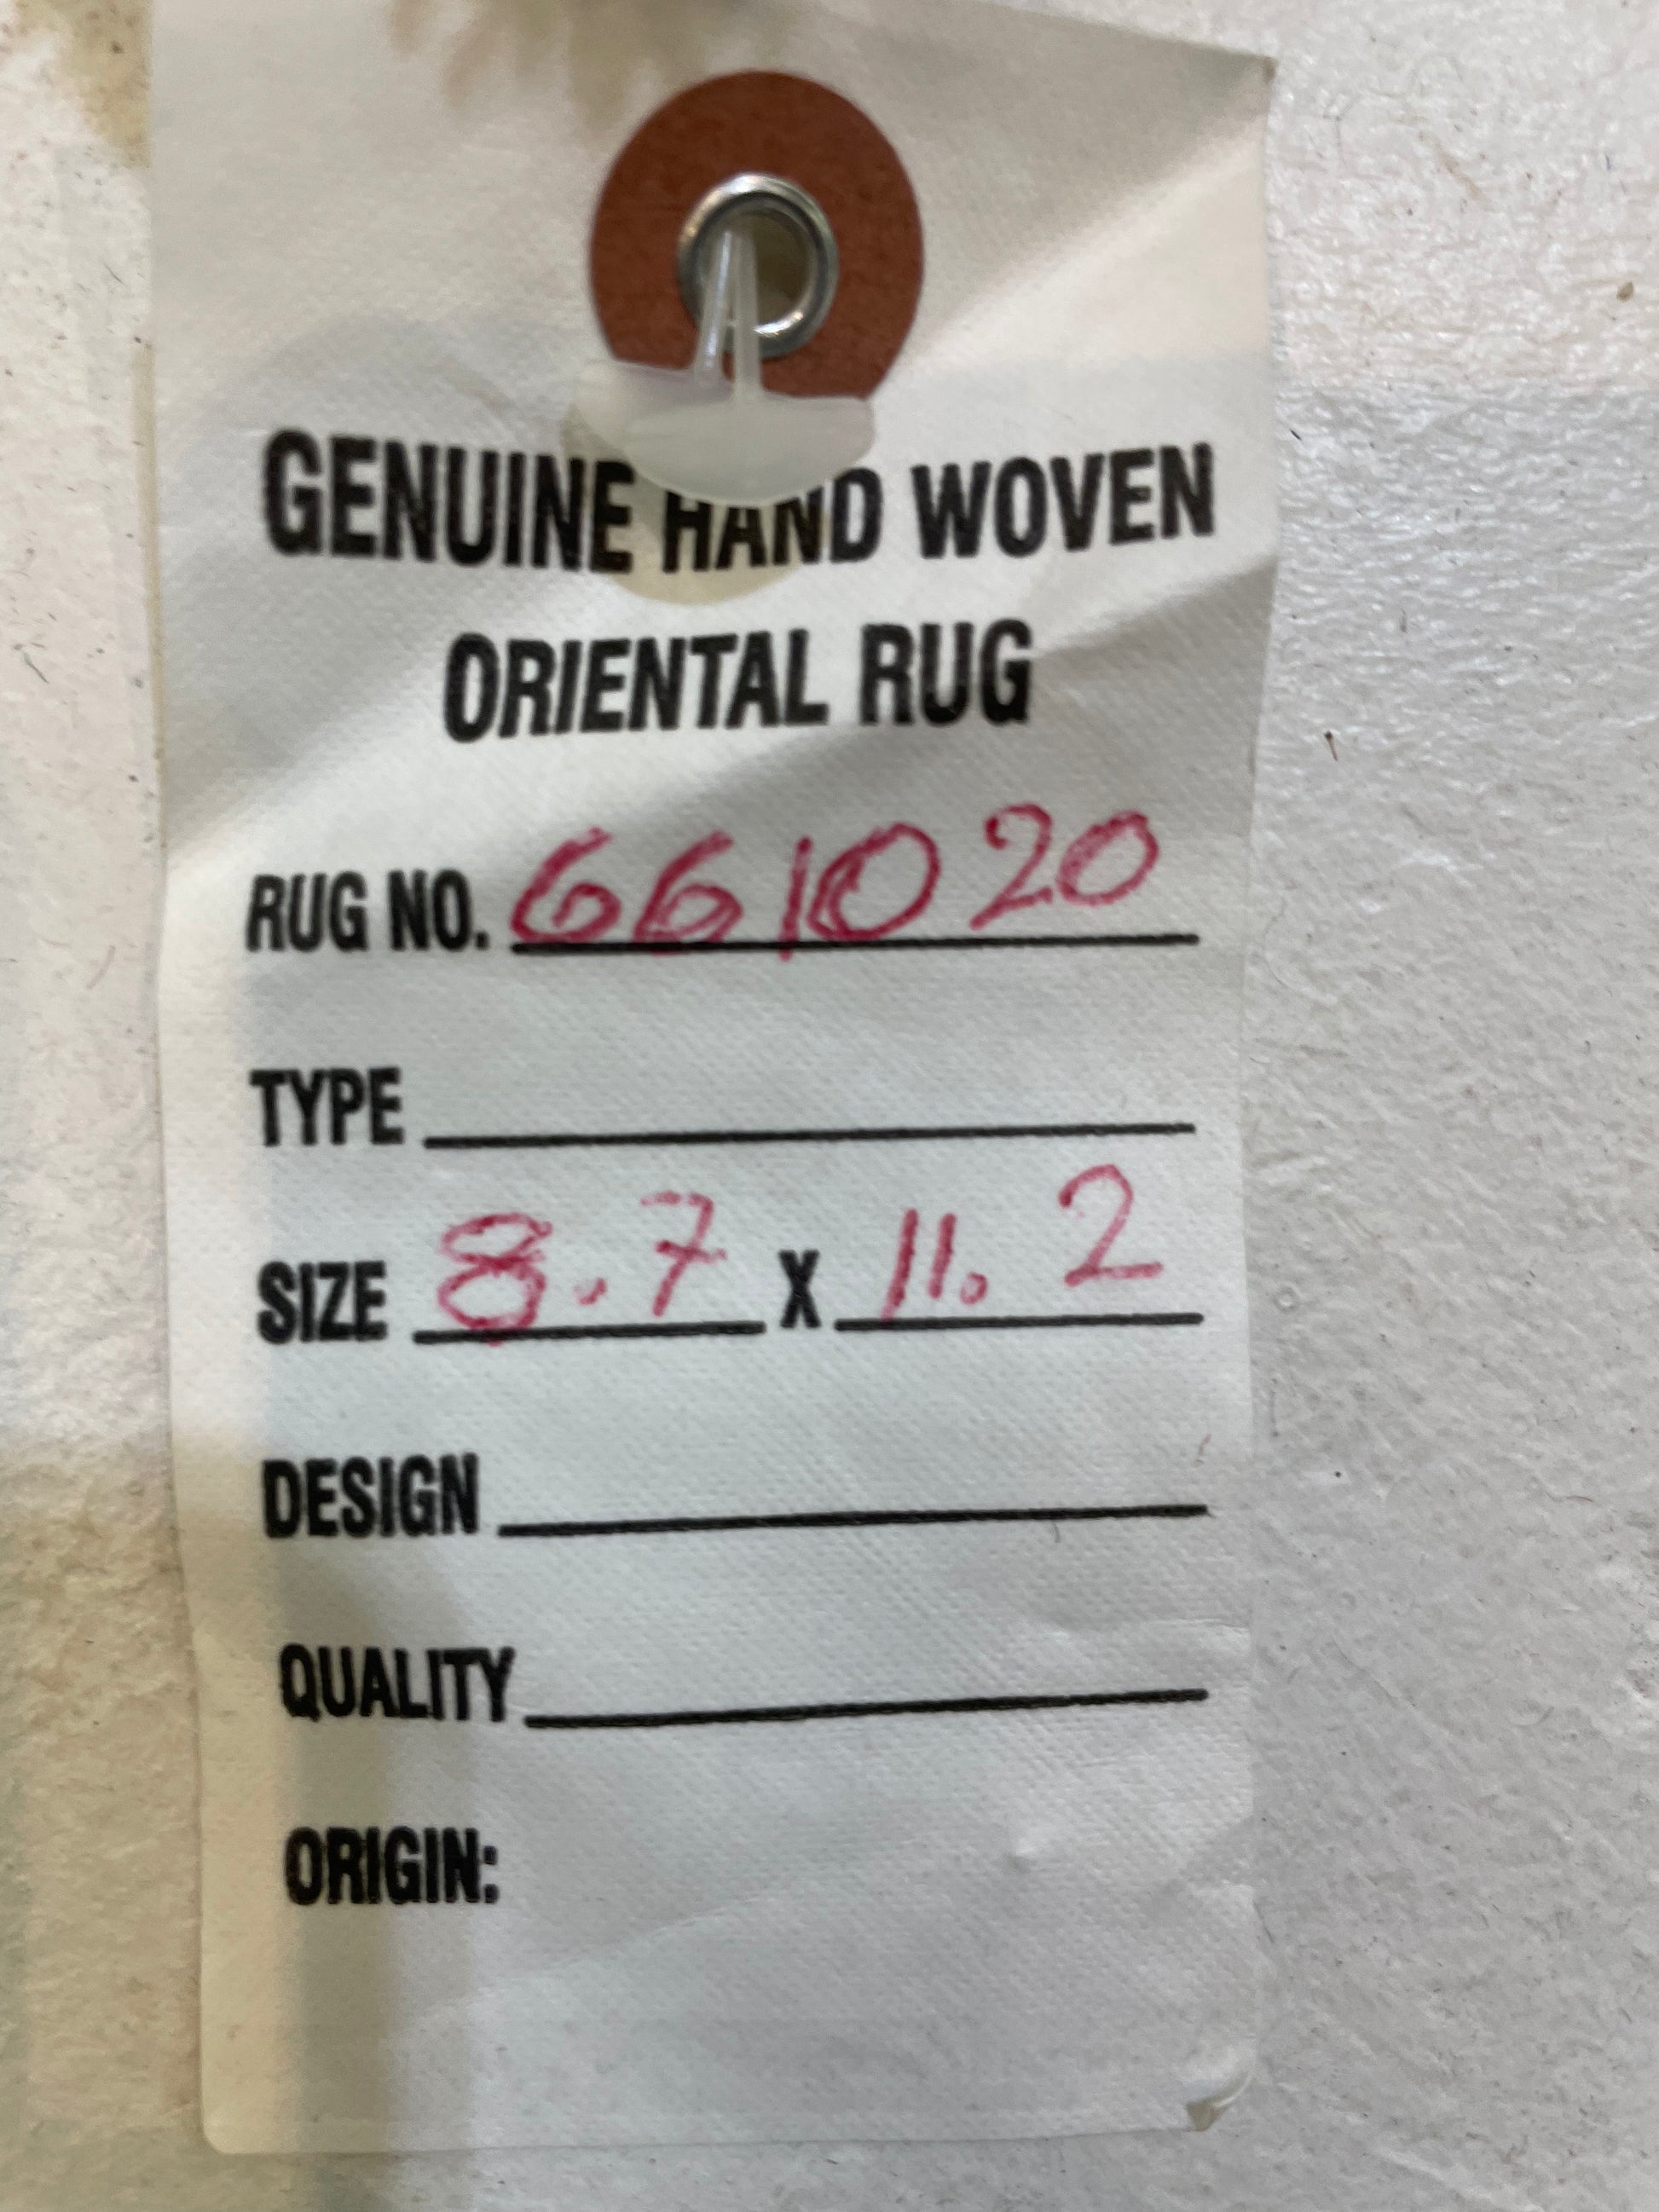 GENUINE HAND WOVEN
ORIENTAL RUG
RUG NO. 661020
TYPE
SIZE 8.7 X 11.2
DESIGN
QUALITY
ORIGIN: